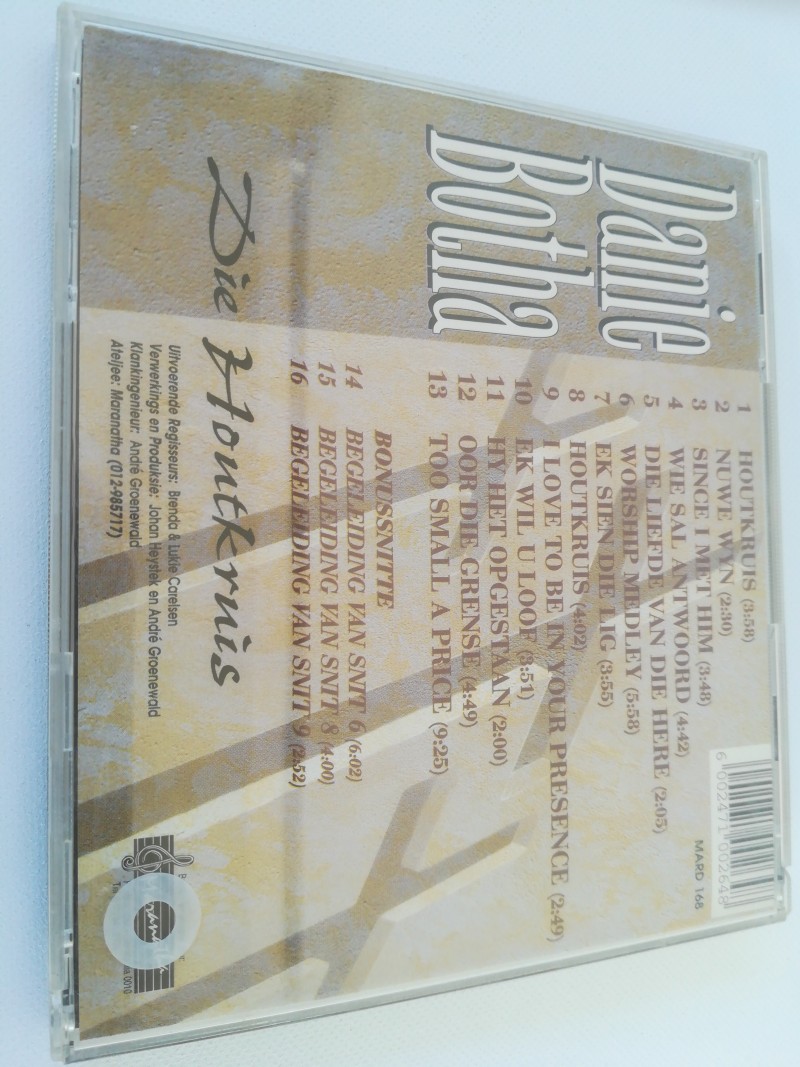 Danie
Botha
1 HOUTKRUIS (3:58)
2 NUWE WYN (2:30)
3 SINCE I MET HIM (3:48)
4 WIE SAL ANTWOORD (4:42)
5 DIE LIEFDE VAN DIE HERE (2:05)
6 WORSHIP MEDLEY (5:58)
7 EK SIEN DIE LIG (3:55)
8 HOUTKRUIS (4:02)
9 I LOVE TO BE IN YOUR PRESENCE (2:49)
10 EK WIL U LOOF (3:51)
11 HY HET OPGESTAAN (2:00)
12 OOR DIE GRENSE (4:49)
13 TOO SMALL A PRICE (9:25)
BONUSSNITTE
14 BEGELEIDING VAN SNIT 6 (6:02)
15 BEGELEIDING VAN SNIT 8 (4:00)
16 BEGELEIDING VAN SNIT 9 (2:52)
Die Houtkruis
Uitvoerende Regisseurs: Brenda & Lukie Carelsen
Verwerkings en Produksie: Johan Heystek en André Groenewald
Klankingenieur: André Groenewald
Ateljee: Maranatha (012-985717)
6 002471 002648
MARD 168